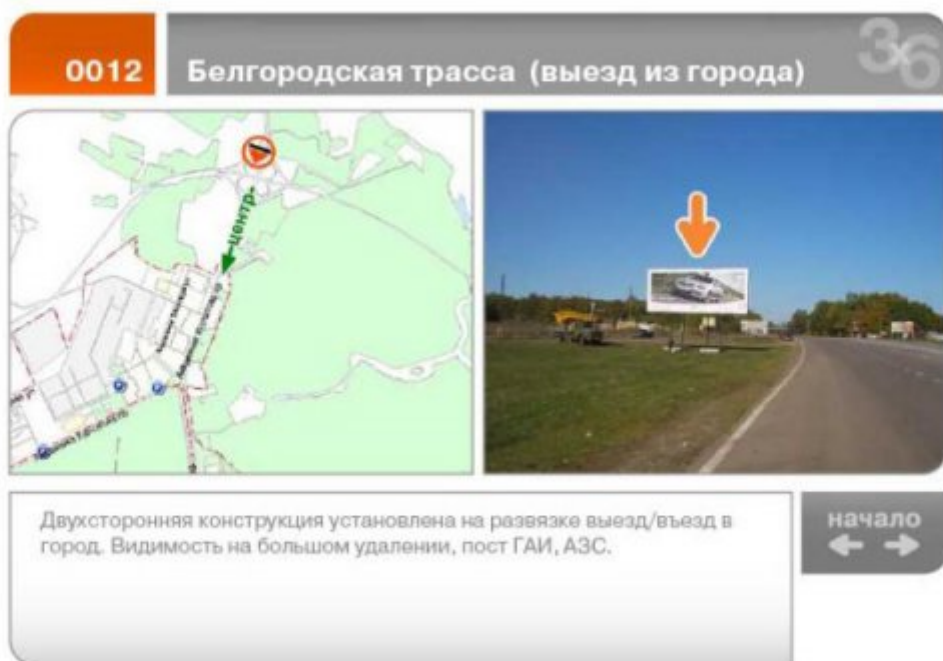 0012
Белгородская трасса (выезд из города)
3х6
центр
Двухсторонняя конструкция установлена на развязке выезд/въезд в
город. Видимость на большом удалении, пост ГАИ, АЗС.
начало